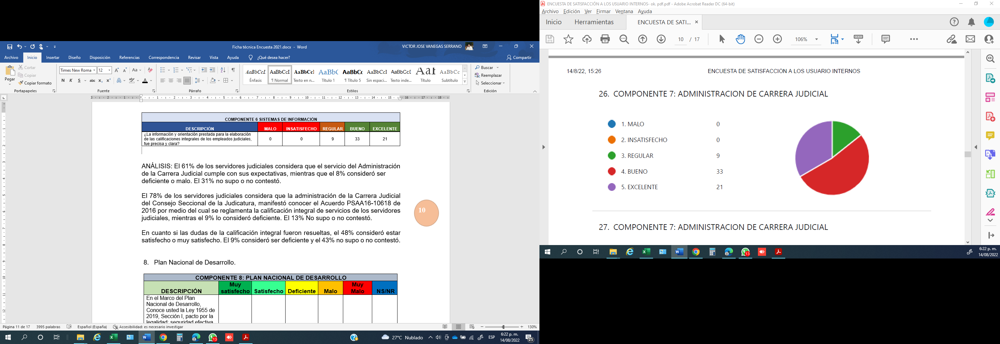 Ficha técnica Encuesta 2021.docx - Word
VICTOR JOSE VANEGAS SERRANO
Archivo Inicio Insertar Diseño Disposición Referencias Correspondencia Revisar Vista Ayuda ¿Qué desea hacer? Compartir
Pegar
Cortar
Copiar
Copiar formato
Portapapeles
Times New Roma 12
Fuente
Párrafo
AaBbCcI AaBbCcI AaBbCcI AaBbC AaBbCc AaBbCcI AaBbCcI AaI AaBbCc
Énfasis ¶ Normal Texto en n... Título 1 ¶ Título 5 Sin espaci... Texto inde... Título Subtítulo
Estilos
Buscar
Reemplazar
Seleccionar
Edición
COMPONENTE 6 SISTEMAS DE INFORMACIÓN
DESCRIPCIÓN MALO INSATISFECHO REGULAR BUENO EXCELENTE
¿La información y orientación prestada para la elaboración
de las calificaciones integrales de los empleados judiciales, 0 0 9 33 21
fue precisa y clara?
ANÁLISIS: El 61% de los servidores judiciales considera que el servicio del Administración
de la Carrera Judicial cumple con sus expectativas, mientras que el 8% consideró ser
deficiente o malo. El 31% no supo o no contestó.
El 78% de los servidores judiciales considera que la administración de la Carrera Judicial
del Consejo Seccional de la Judicatura, manifestó conocer el Acuerdo PSAA16-10618 de
2016 por medio del cual se reglamenta la calificación integral de servicios de los servidores
judiciales, mientras el 9% lo consideró deficiente. El 13% No supo o no contestó.
10
En cuanto si las dudas de la calificación integral fueron resueltas, el 48% consideró estar
satisfecho o muy satisfecho. El 9% consideró ser deficiente y el 43% no supo o no contestó.
8. Plan Nacional de Desarrollo.
COMPONENTE 8: PLAN NACIONAL DE DESARROLLO
DESCRIPCIÓN Muy satisfecho Satisfecho Deficiente Malo Muy Malo NS/NR
En el Marco del Plan
Nacional de Desarrollo,
Conoce usted la Ley 1955 de
2019, Sección I, pacto por la
legalidad: seguridad efectiva
Página 11 de 17 3995 palabras Español (España) Accesibilidad: es necesario investigar 130%
27°C Nublado ESP 6:22 p. m.
14/08/2022
25
ENCUESTA DE SATISFACCIÓN A LOS USUARIO INTERNOS- ok. pdf.pdf - Adobe Acrobat Reader DC (64-bit)
Archivo Edición Ver Firmar Ventana Ayuda
Inicio Herramientas ENCUESTA DE SATI... ×
10 / 17 106%
14/8/22, 15:26 ENCUESTA DE SATISFACCIÓN A LOS USUARIO INTERNOS
26. COMPONENTE 7: ADMINISTRACION DE CARRERA JUDICIAL
1. MALO 0
2. INSATISFECHO 0
3. REGULAR 9
4. BUENO 33
5. EXCELENTE 21
27. COMPONENTE 7: ADMINISTRACION DE CARRERA JUDICIAL
6:22 p. m.
14/08/2022